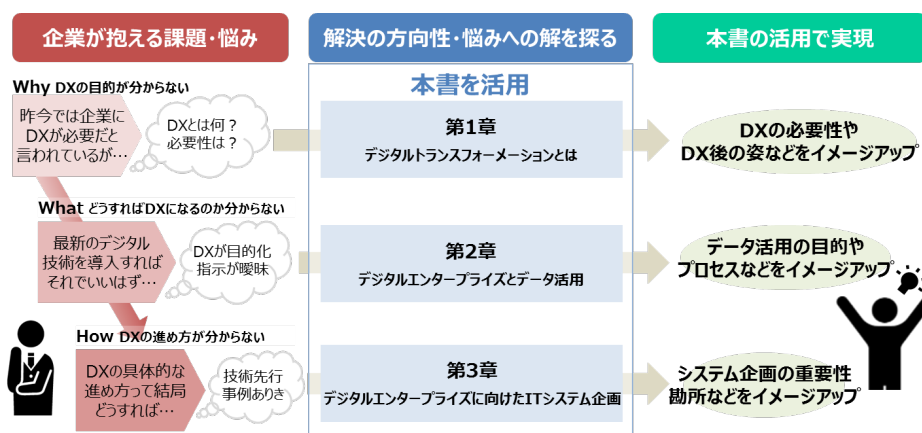 企業が抱える課題・悩み
解決の方向性・悩みへの解を探る
本書の活用で実現
Why DXの目的が分からない
昨今では企業に
DXが必要だと
言われているが…
DXとは何？
必要性は？
What どうすればDXになるのか分からない
最新のデジタル
技術を導入すれば
それでいいはず…
DXが目的化
指示が曖昧
How DXの進め方が分からない
DXの具体的な
進め方って結局
どうすれば…
技術先行
事例ありき
本書を活用
第1章
デジタルトランスフォーメーションとは
第2章
デジタルエンタープライズとデータ活用
第3章
デジタルエンタープライズに向けたITシステム企画
DXの必要性や
DX後の姿などをイメージアップ
データ活用の目的や
プロセスなどをイメージアップ
システム企画の重要性
勘所などをイメージアップ